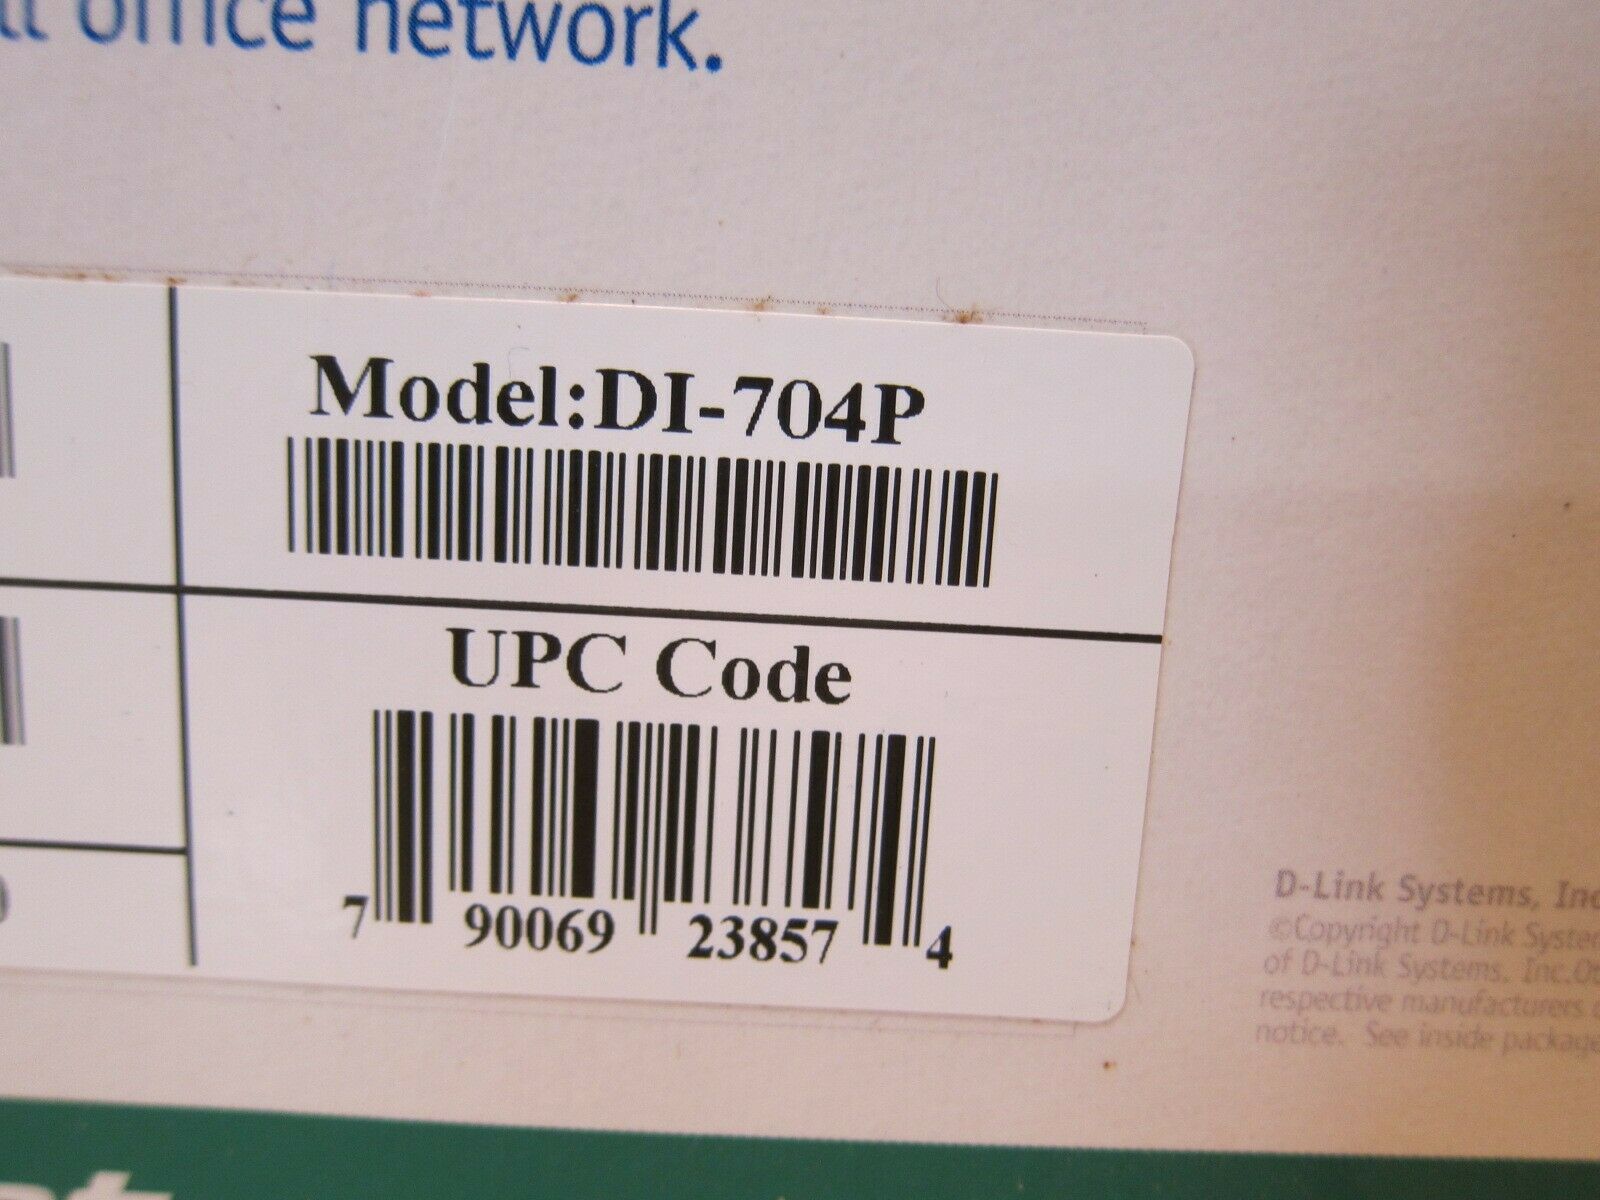 office network.
Model:DI-704P
UPC Code
7 90069 23857 4
D-Link Systems, Inc
©Copyright D-Link System
of D-Link Systems, Inc.
respective manufacturers
notice. See inside package